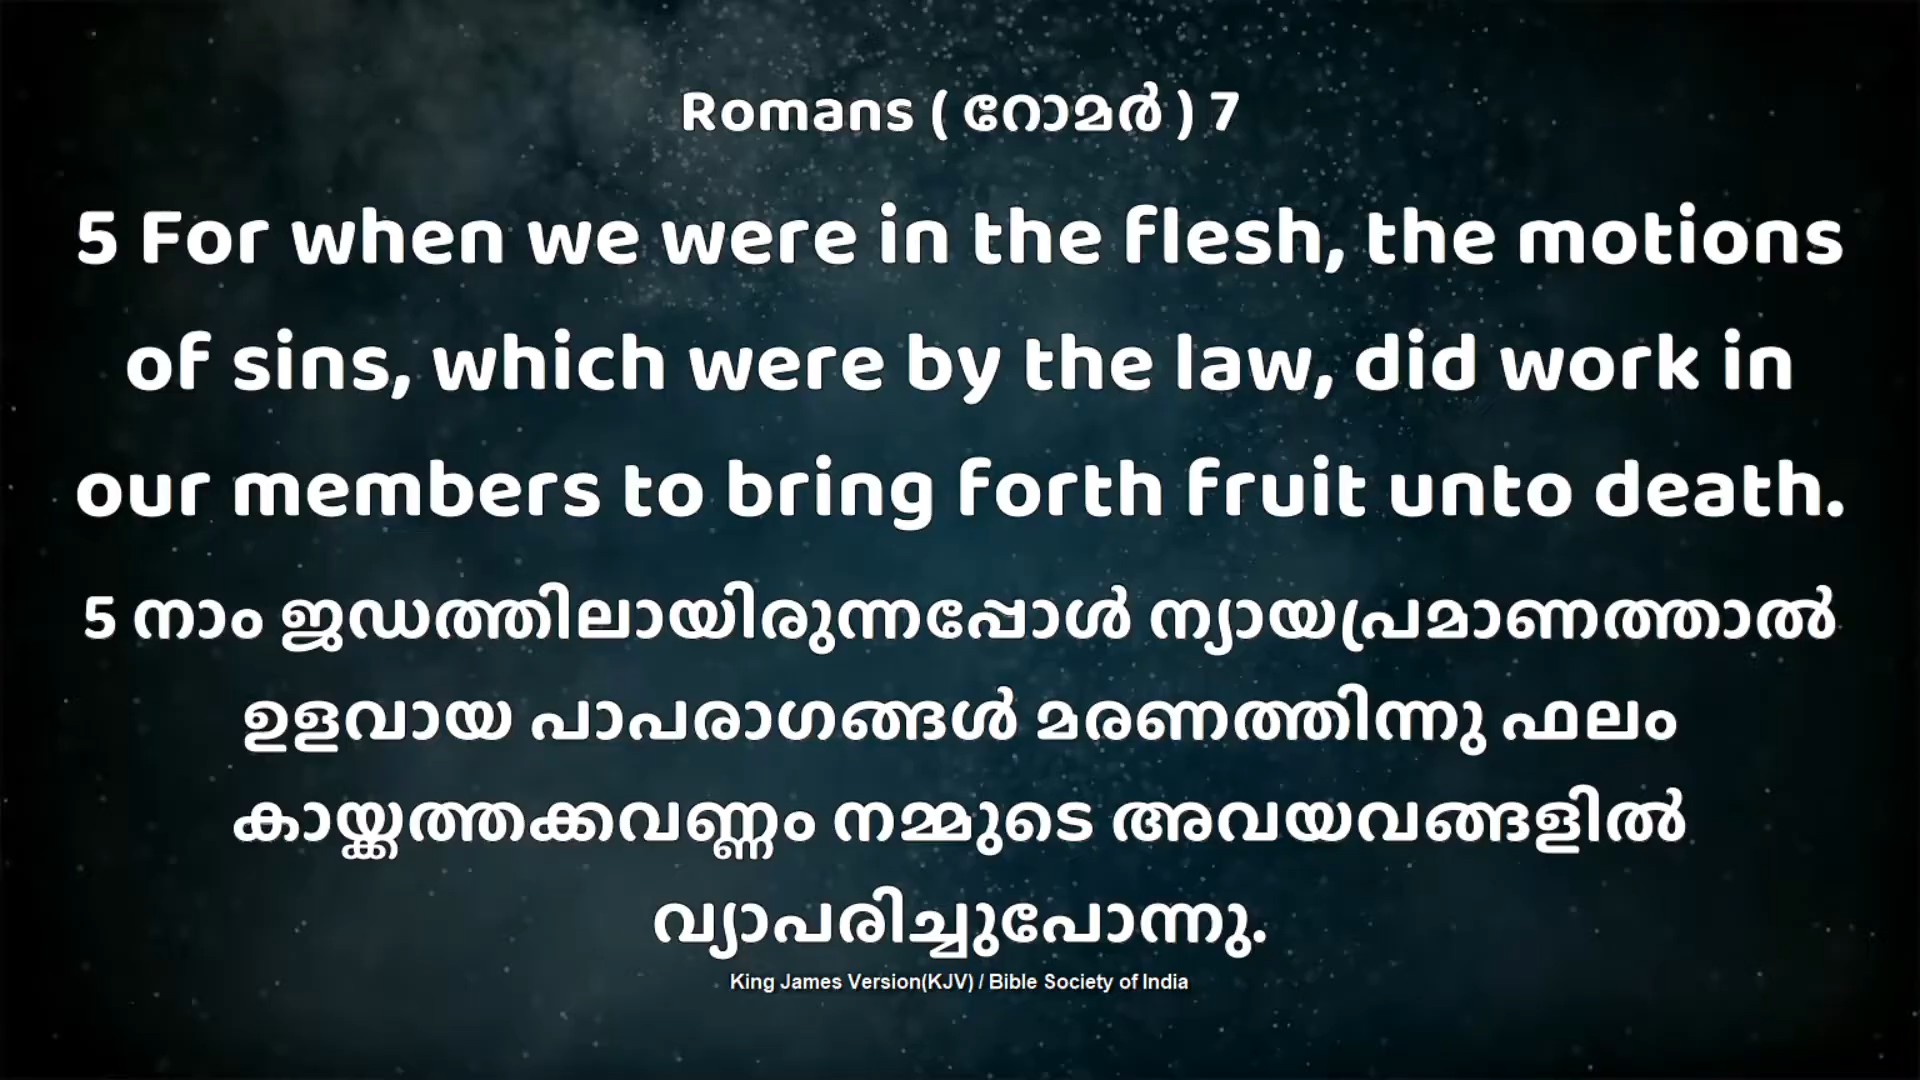 Romans ( റോമർ ) 7
5 For when we were in the flesh, the motions
of sins, which were by the law, did work in
our members to bring forth fruit unto death.
5 നാം ജഡത്തിലായിരുന്നപ്പോൾ ന്യായപ്രമാണത്താൽ
ഉളവായ പാപരാഗങ്ങൾ മരണത്തിന്നു ഫലം
കായ്ക്കത്തക്കവണ്ണം നമ്മുടെ അവയവങ്ങളിൽ
വ്യാപരിച്ചുപോന്നു.
King James Version(KJV) / Bible Society of India